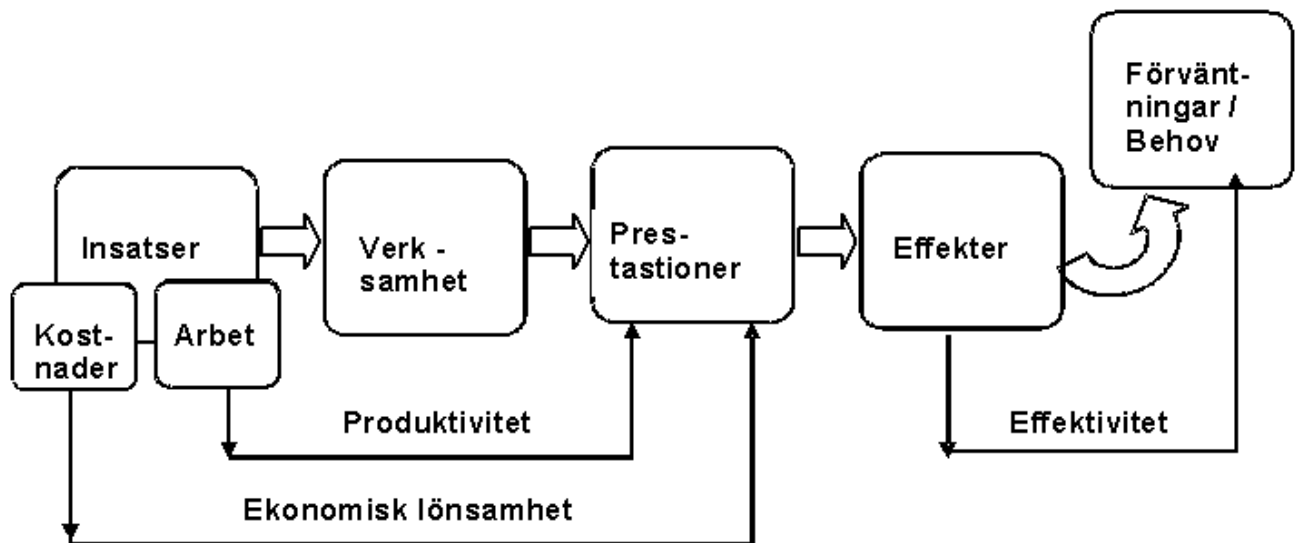 Insatser
Kost-
nader
Arbet
Verk -
samhet
Pres-
tastioner
Effekter
Förvänt-
ningar /
Behov
Produktivitet
Effektivitet
Ekonomisk lönsamhet